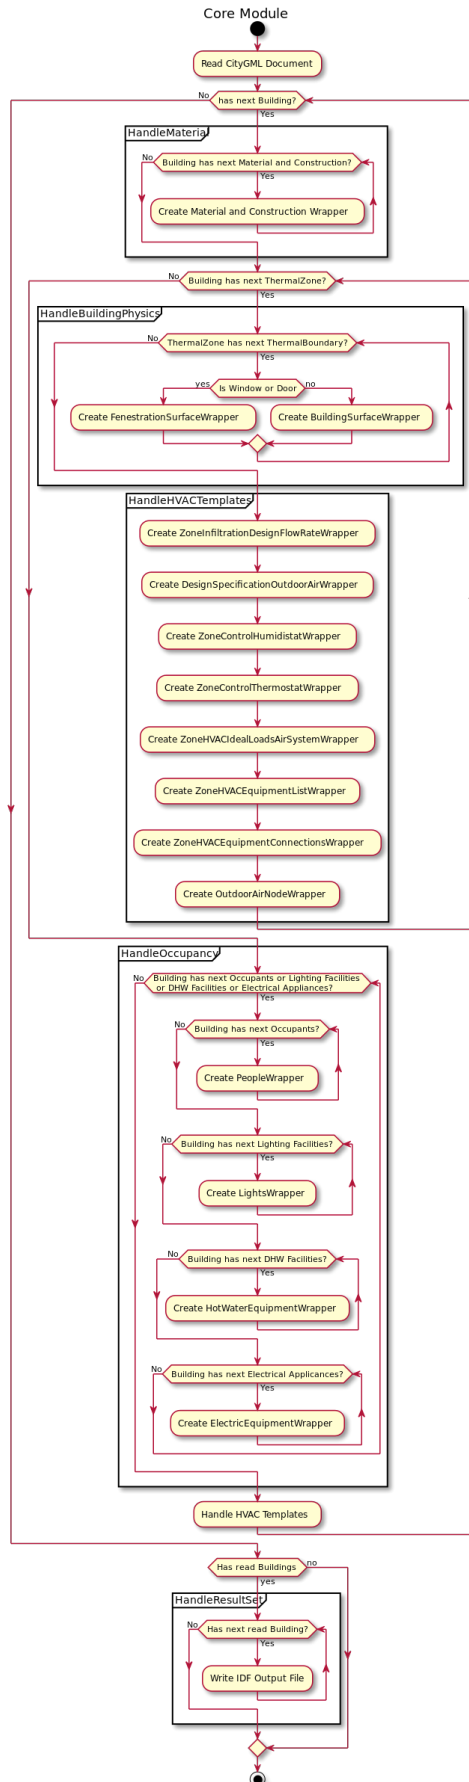 Core Module
Read CityGML Document
No
has next Building?
Yes
HandleMaterial
No
Building has next Material and Construction?
Yes
Create Material and Construction Wrapper
No
Building has next ThermalZone?
Yes
HandleBuildingPhysics
No
ThermalZone has next ThermalBoundary?
Yes
yes
Is Window or Door
no
Create FenestrationSurfaceWrapper
Create BuildingSurfaceWrapper
HandleHVACTemplates
Create ZoneInfiltrationDesignFlowRateWrapper
Create DesignSpecificationOutdoorAirWrapper
Create ZoneControlHumidistatWrapper
Create ZoneControlThermostatWrapper
Create ZoneHVACIdealLoadsAirSystemWrapper
Create ZoneHVACEquipmentListWrapper
Create ZoneHVACEquipmentConnectionsWrapper
Create OutdoorAirNodeWrapper
HandleOccupancy
No
Building has next Occupants or Lighting Facilities
or DHW Facilities or Electrical Appliances?
Yes
No
Building has next Occupants?
Yes
Create PeopleWrapper
No
Building has next Lighting Facilities?
Yes
Create LightsWrapper
No
Building has next DHW Facilities?
Yes
Create HotWaterEquipmentWrapper
No
Building has next Electrical Applicances?
Yes
Create ElectricEquipmentWrapper
Handle HVAC Templates
Has read Buildings
no
yes
HandleResultSet
No
Has next read Building?
Yes
Write IDF Output File